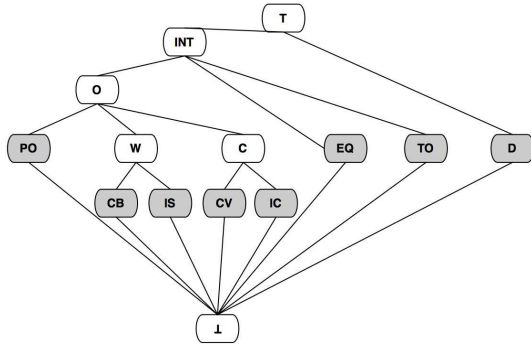 T
INT
O
PO W C EQ TO D
CB IS CV IC
⊥